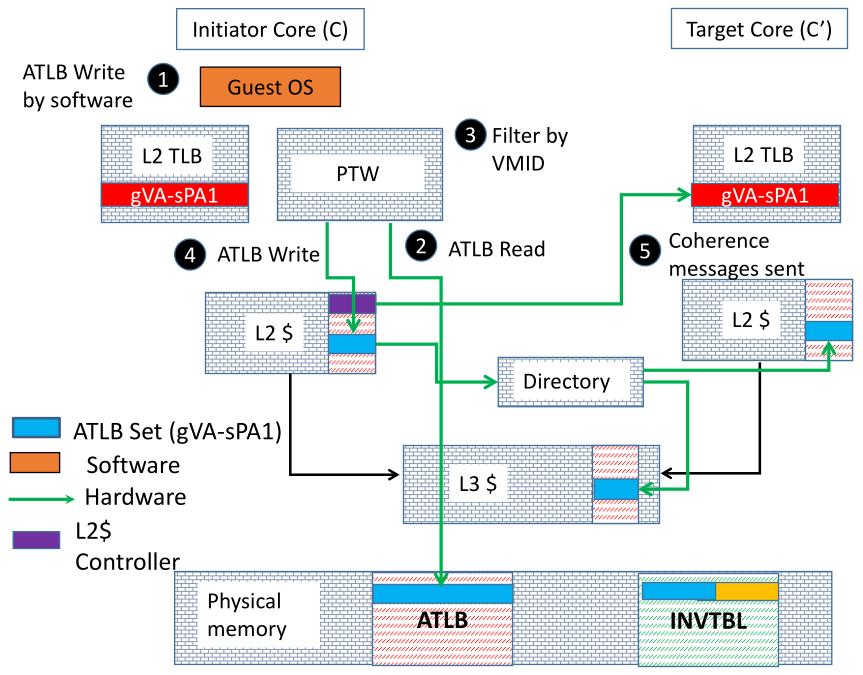 Initiator Core (C)
Target Core (C’)
ATLB Write
by software
1
Guest OS
L2 TLB
gVA-sPA1
PTW
3
Filter by
VMID
L2 TLB
gVA-sPA1
4
ATLB Write
2
ATLB Read
5
Coherence
messages sent
L2 $
L2 $
Directory
ATLB Set (gVA-sPA1)
Software
Hardware
L2$
Controller
L3 $
Physical
memory
ATLB
INVTBL